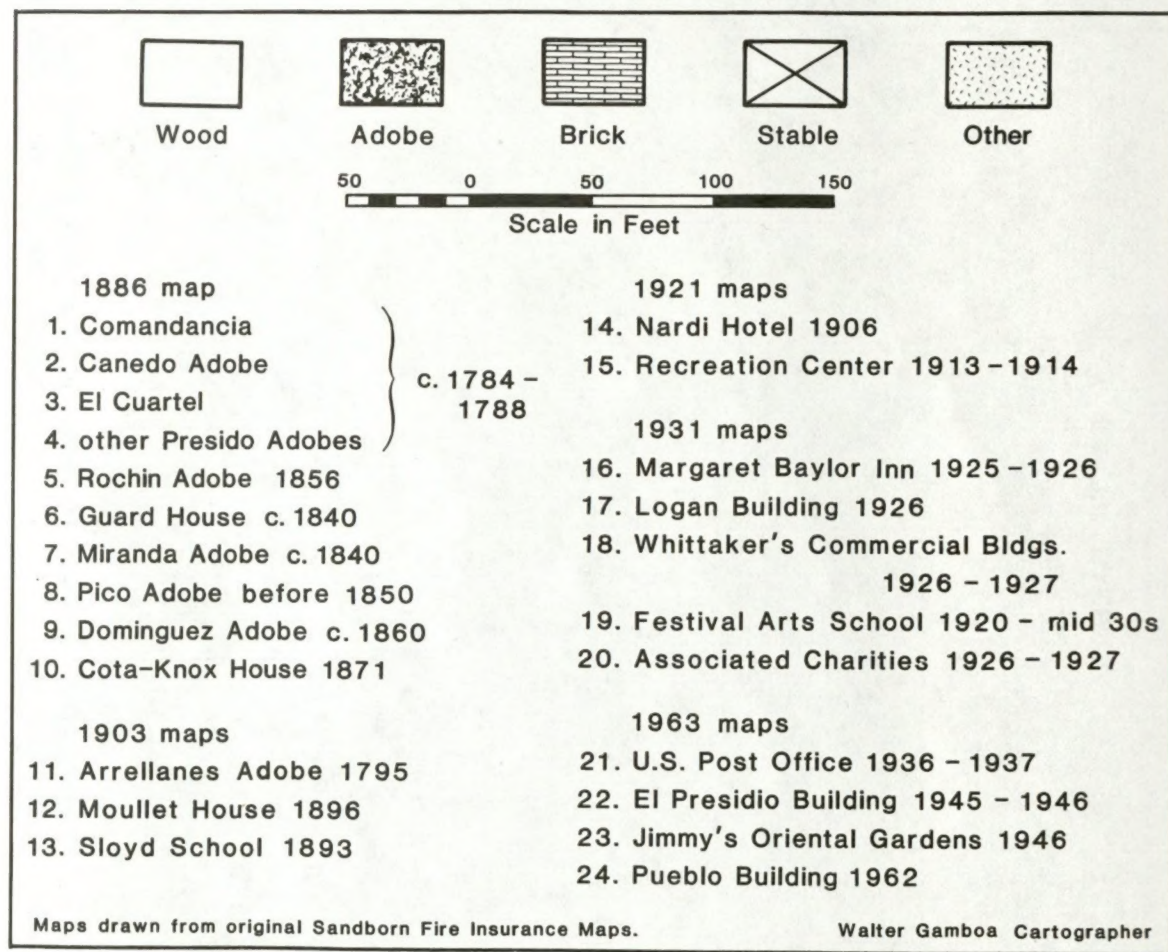 Wood Adobe Brick Stable Other
50 0 50 100 150
Scale in Feet
1886 map
1. Comandancia
2. Canedo Adobe
3. El Cuartel
4. other Presido Adobes
c. 1784 –
1788
5. Rochin Adobe 1856
6. Guard House c. 1840
7. Miranda Adobe c. 1840
8. Pico Adobe before 1850
9. Dominguez Adobe c. 1860
10. Cota-Knox House 1871
1903 maps
11. Arrellanes Adobe 1795
12. Moullet House 1896
13. Sloyd School 1893
1921 maps
14. Nardi Hotel 1906
15. Recreation Center 1913 – 1914
1931 maps
16. Margaret Baylor Inn 1925 – 1926
17. Logan Building 1926
18. Whittaker's Commercial Bldgs.
1926 – 1927
19. Festival Arts School 1920 – mid 30s
20. Associated Charities 1926 – 1927
1963 maps
21. U.S. Post Office 1936 – 1937
22. El Presidio Building 1945 – 1946
23. Jimmy's Oriental Gardens 1946
24. Pueblo Building 1962
Maps drawn from original Sandborn Fire Insurance Maps.
Walter Gamboa Cartographer